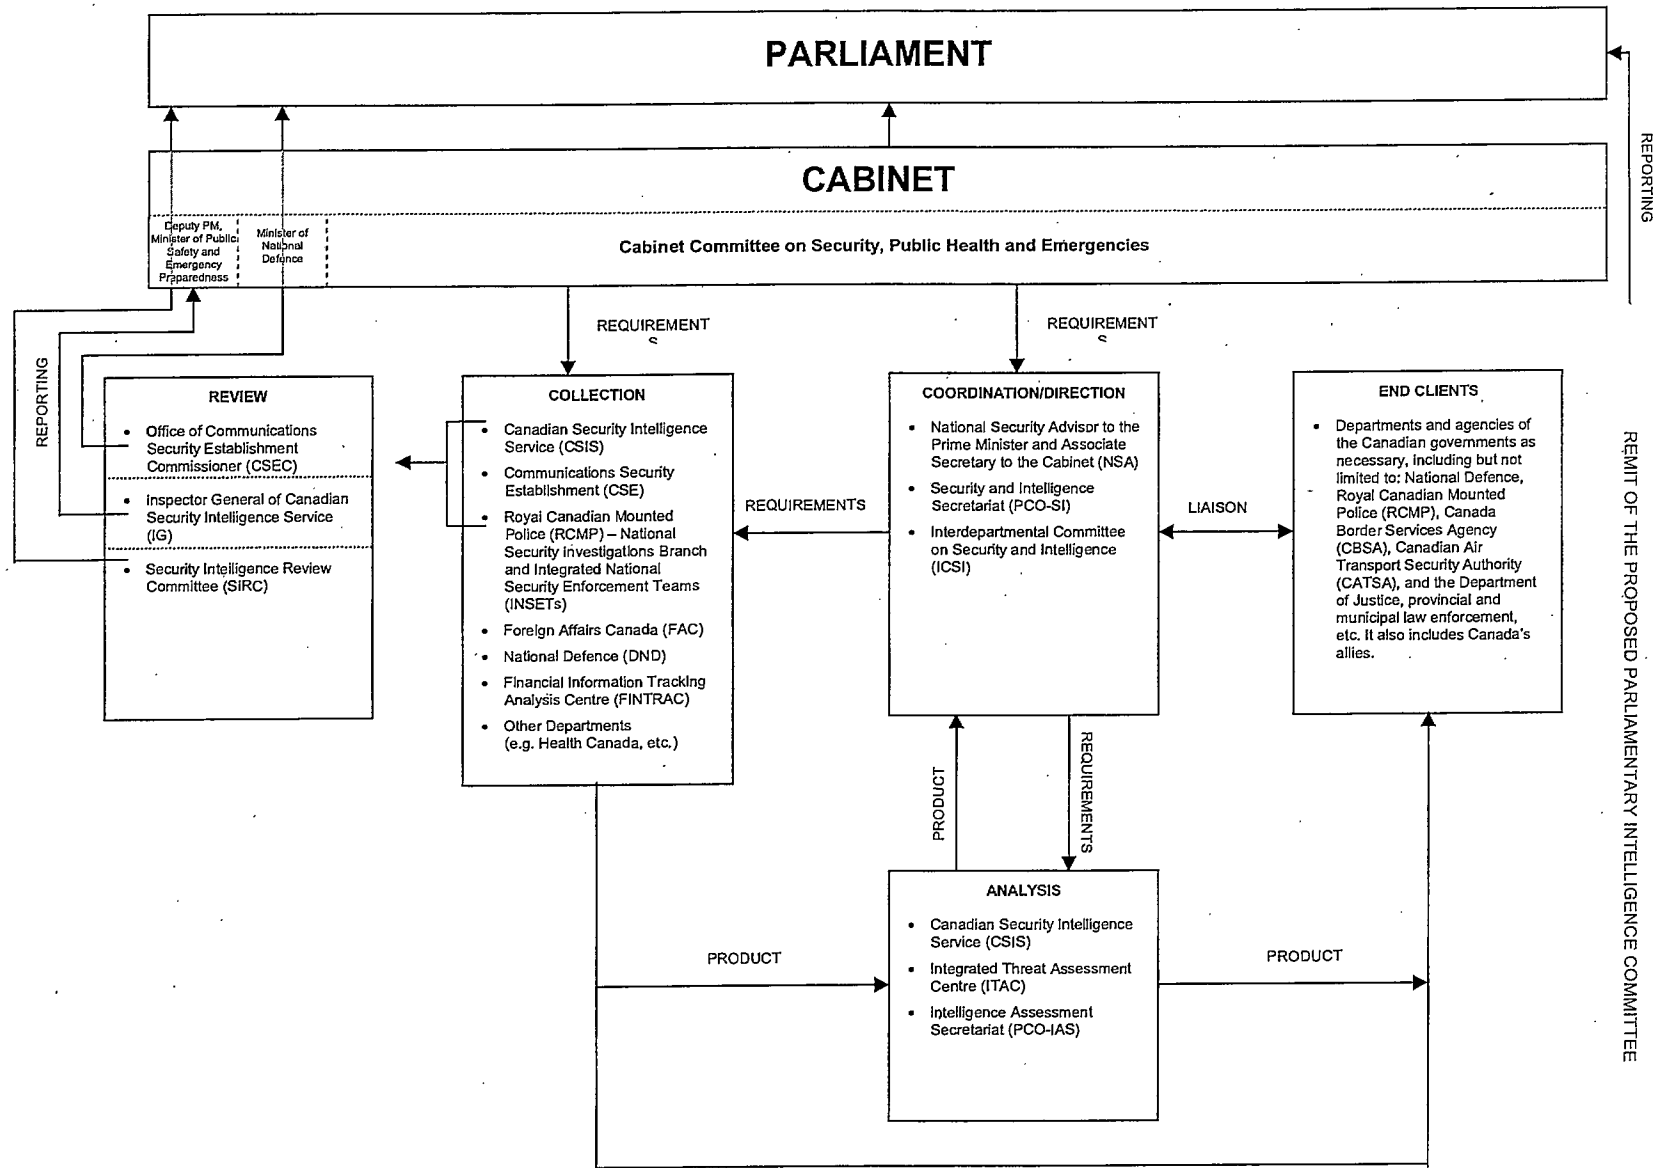 PARLIAMENT
CABINET
Deputy PM,
Minister of Public
Safety and
Emergency
Preparedness
Minister of
National
Defence
Cabinet Committee on Security, Public Health and Emergencies
REPORTING
REQUIREMENT
S
REQUIREMENT
S
REPORTING
REVIEW
• Office of Communications
Security Establishment
Commissioner (CSEC)
• Inspector General of Canadian
Security Intelligence Service
(IG)
• Security Intelligence Review
Committee (SIRC)
COLLECTION
• Canadian Security Intelligence
Service (CSIS)
• Communications Security
Establishment (CSE)
• Royal Canadian Mounted
Police (RCMP) – National
Security Investigations Branch
and Integrated National
Security Enforcement Teams
(INSETs)
• Foreign Affairs Canada (FAC)
• National Defence (DND)
• Financial Information Tracking
Analysis Centre (FINTRAC)
• Other Departments
(e.g. Health Canada, etc.)
REQUIREMENTS
COORDINATION/DIRECTION
• National Security Advisor to the
Prime Minister and Associate
Secretary to the Cabinet (NSA)
• Security and Intelligence
Secretariat (PCO-SI)
• Interdepartmental Committee
on Security and Intelligence
(ICSI)
LIAISON
END CLIENTS
• Departments and agencies of
the Canadian governments as
necessary, including but not
limited to: National Defence,
Royal Canadian Mounted
Police (RCMP), Canada
Border Services Agency
(CBSA), Canadian Air
Transport Security Authority
(CATSA), and the Department
of Justice, provincial and
municipal law enforcement,
etc. It also includes Canada's
allies.
PRODUCT
REQUIREMENTS
PRODUCT
ANALYSIS
• Canadian Security Intelligence
Service (CSIS)
• Integrated Threat Assessment
Centre (ITAC)
• Intelligence Assessment
Secretariat (PCO-IAS)
PRODUCT
REMIT OF THE PROPOSED PARLIAMENTARY INTELLIGENCE COMMITTEE